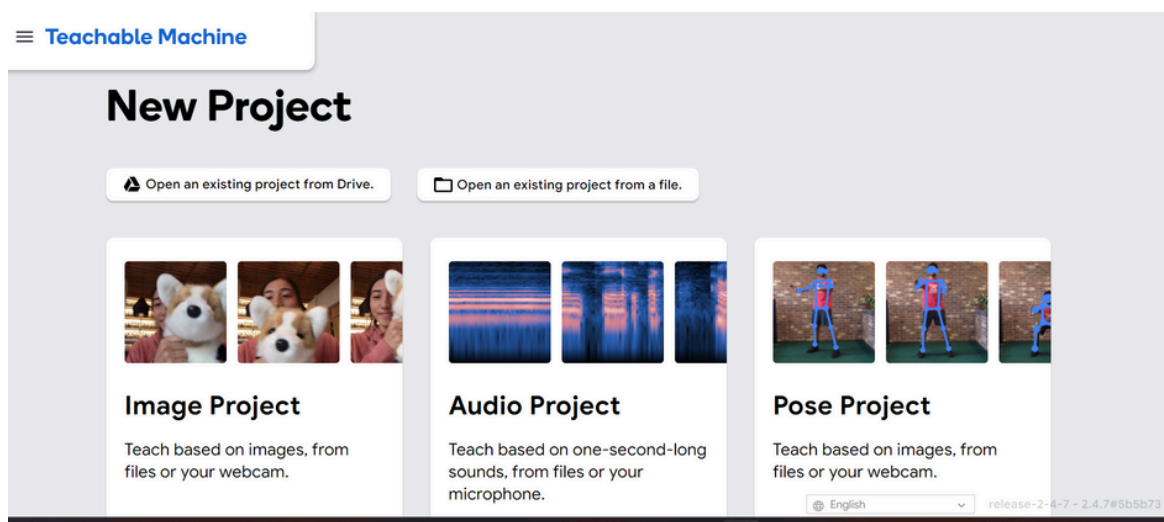 Teachable Machine
New Project
Open an existing project from Drive.
Open an existing project from a file.
Image Project
Teach based on images, from
files or your webcam.
Audio Project
Teach based on one-second-long
sounds, from files or your
microphone.
Pose Project
Teach based on images, from
files or your webcam.
English
release-2-4-7 - 2.4.7#5b5b73